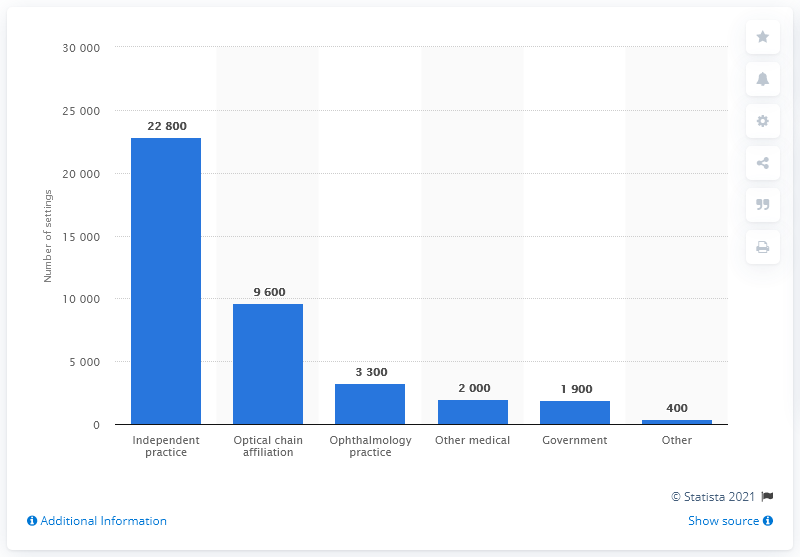 30 000
25 000
20 000
15 000
10 000
5 000
0
Number of settings
22 800
9 600
3 300
2 000
1 900
400
Independent practice
Optical chain affiliation
Ophthalmology practice
Other medical
Government
Other
© Statista 2021
Additional Information
Show source